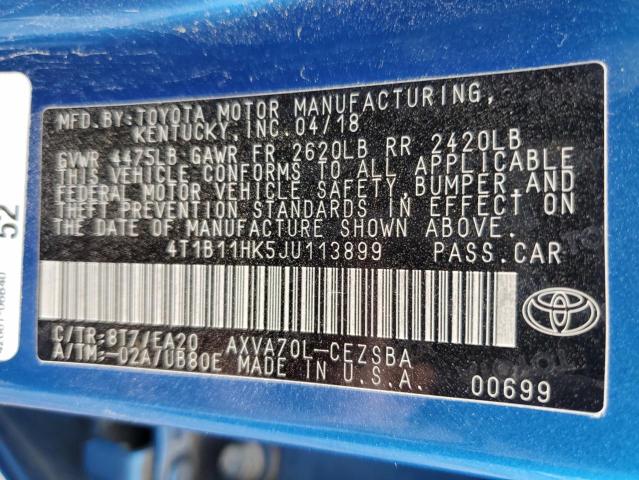 MFD.BY:TOYOTA MOTOR MANUFACTURING,
KENTUCKY,INC.04/18
GVWR 4475LB GAWR FR 2620LB RR 2420LB
THIS VEHICLE CONFORMS TO ALL APPLICABLE
FEDERAL MOTOR VEHICLE SAFETY,BUMPER,AND
THEFT PREVENTION STANDARDS IN EFFECT ON
THE DATE OF MANUFACTURE SHOWN ABOVE.
4T1B11HK5JU113899 PASS.CAR
C/TR:8T7/EA20 AXVA70L-CEZSBA
A/TM:-02A/UB80E MADE IN U.S.A.
00699
52